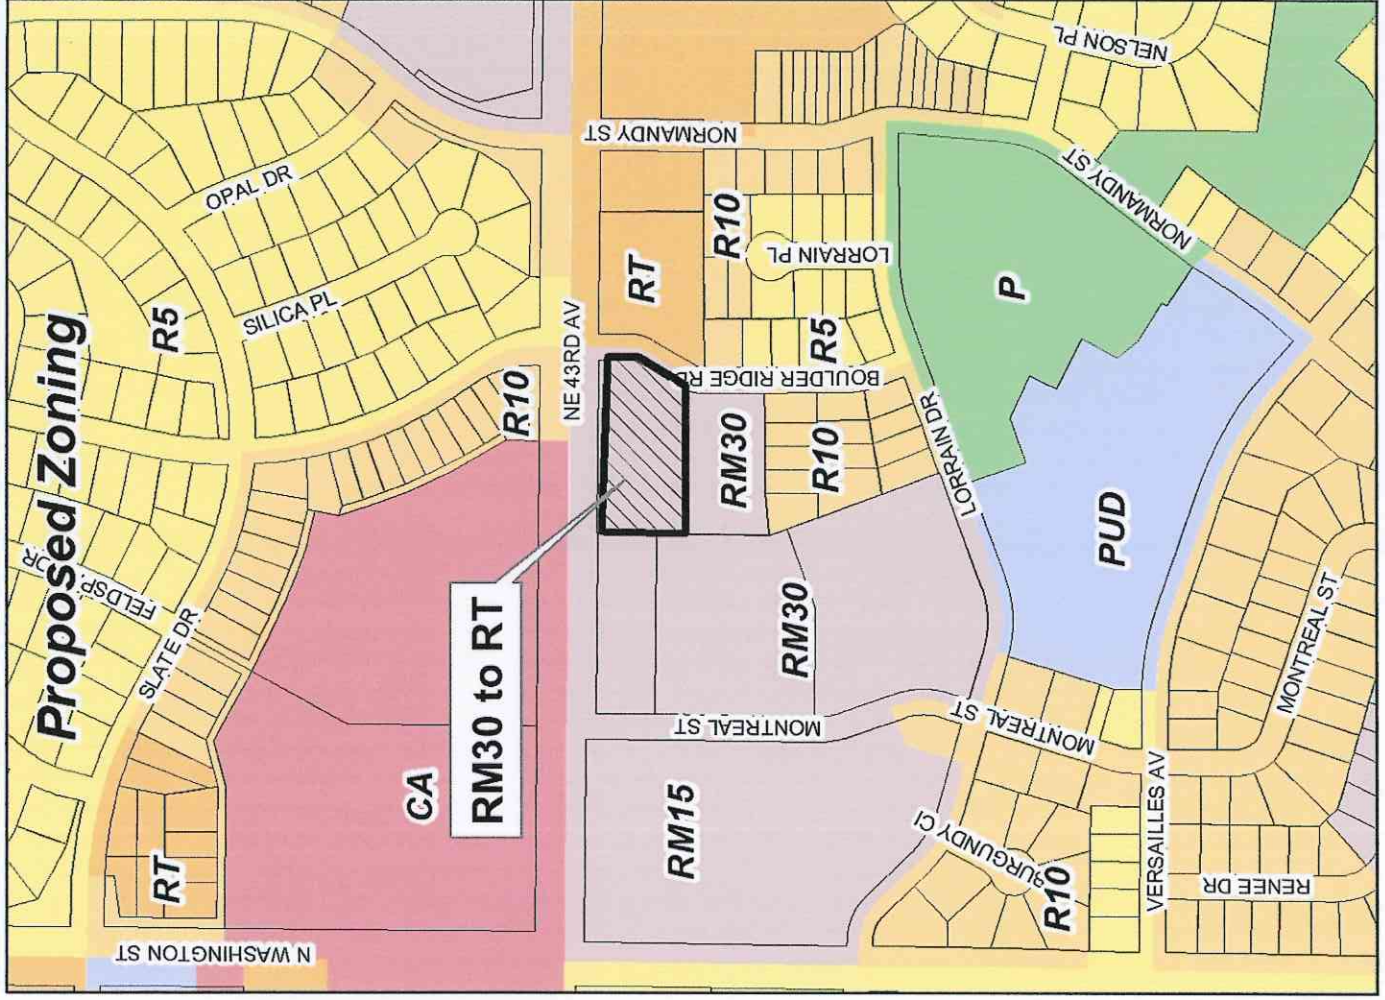 Proposed Zoning
R5
OPAL DR
SILICA PL
FELDSP
OR
SLATE DR
R10
RT
CA
N WASHINGTON ST
NE 43RD AV
RM30 to RT
NORMANDY ST
RT
R10
LORRAIN PL
R5
BOULDER RIDGE RD
RM30
R10
LORRAIN DR
NELSON PL
NORMANDY ST
P
PUD
RM30
MONTREAL ST
RM15
MONTREAL ST
BURGUNDY CI
R10
VERSAILLES AV
RENEE DR
MONTREAL ST